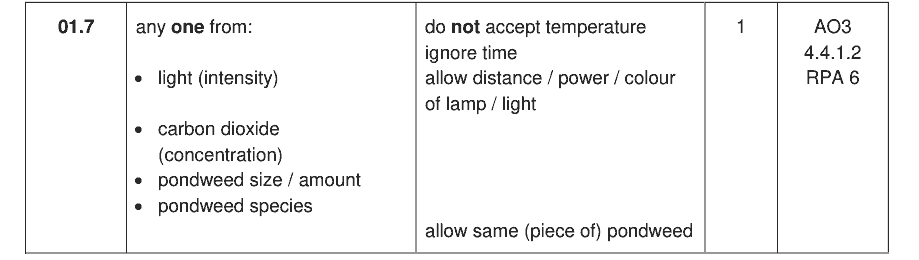 01.7 any one from: do not accept temperature 1 AO3
ignore time 4.4.1.2
• light (intensity) allow distance / power / colour RPA 6
of lamp / light
• carbon dioxide
(concentration)
• pondweed size / amount
• pondweed species
allow same (piece of) pondweed